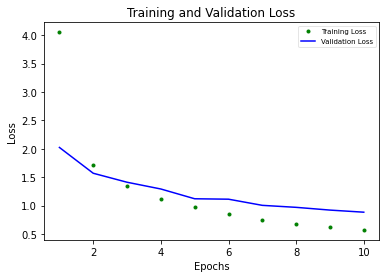 Training and Validation Loss
Training Loss
Validation Loss
4.0
3.5
3.0
2.5
2.0
1.5
1.0
0.5
Loss
2 4 6 8 10
Epochs